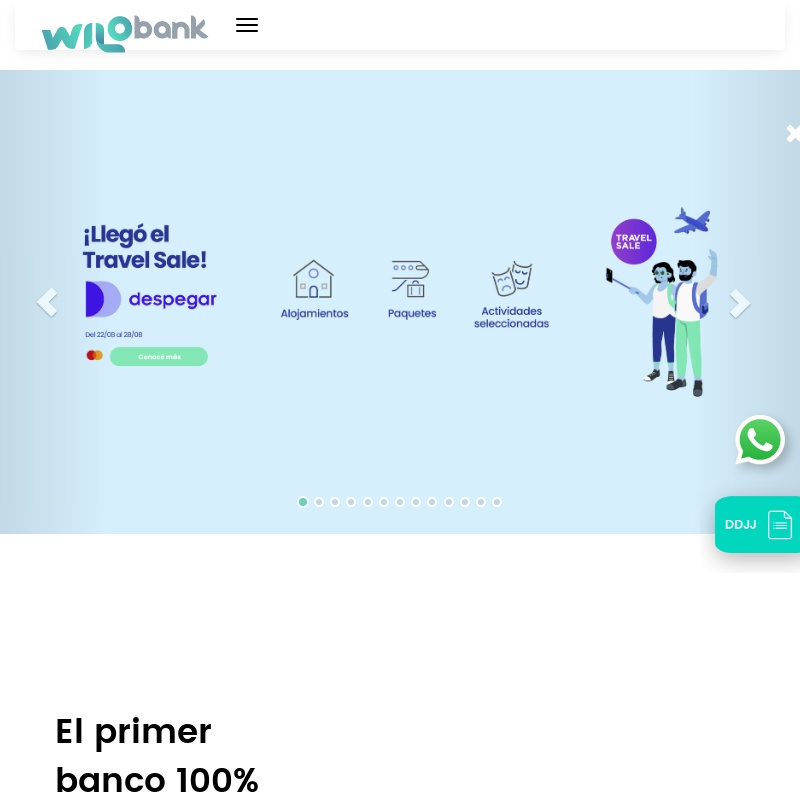 wilobank
¡Llegó el
Travel Sale!
despegar
Del 22/08 al 28/08
Conocé más
Alojamientos
Paquetes
Actividades
seleccionadas
TRAVEL
SALE
DDJJ
El primer
banco 100%